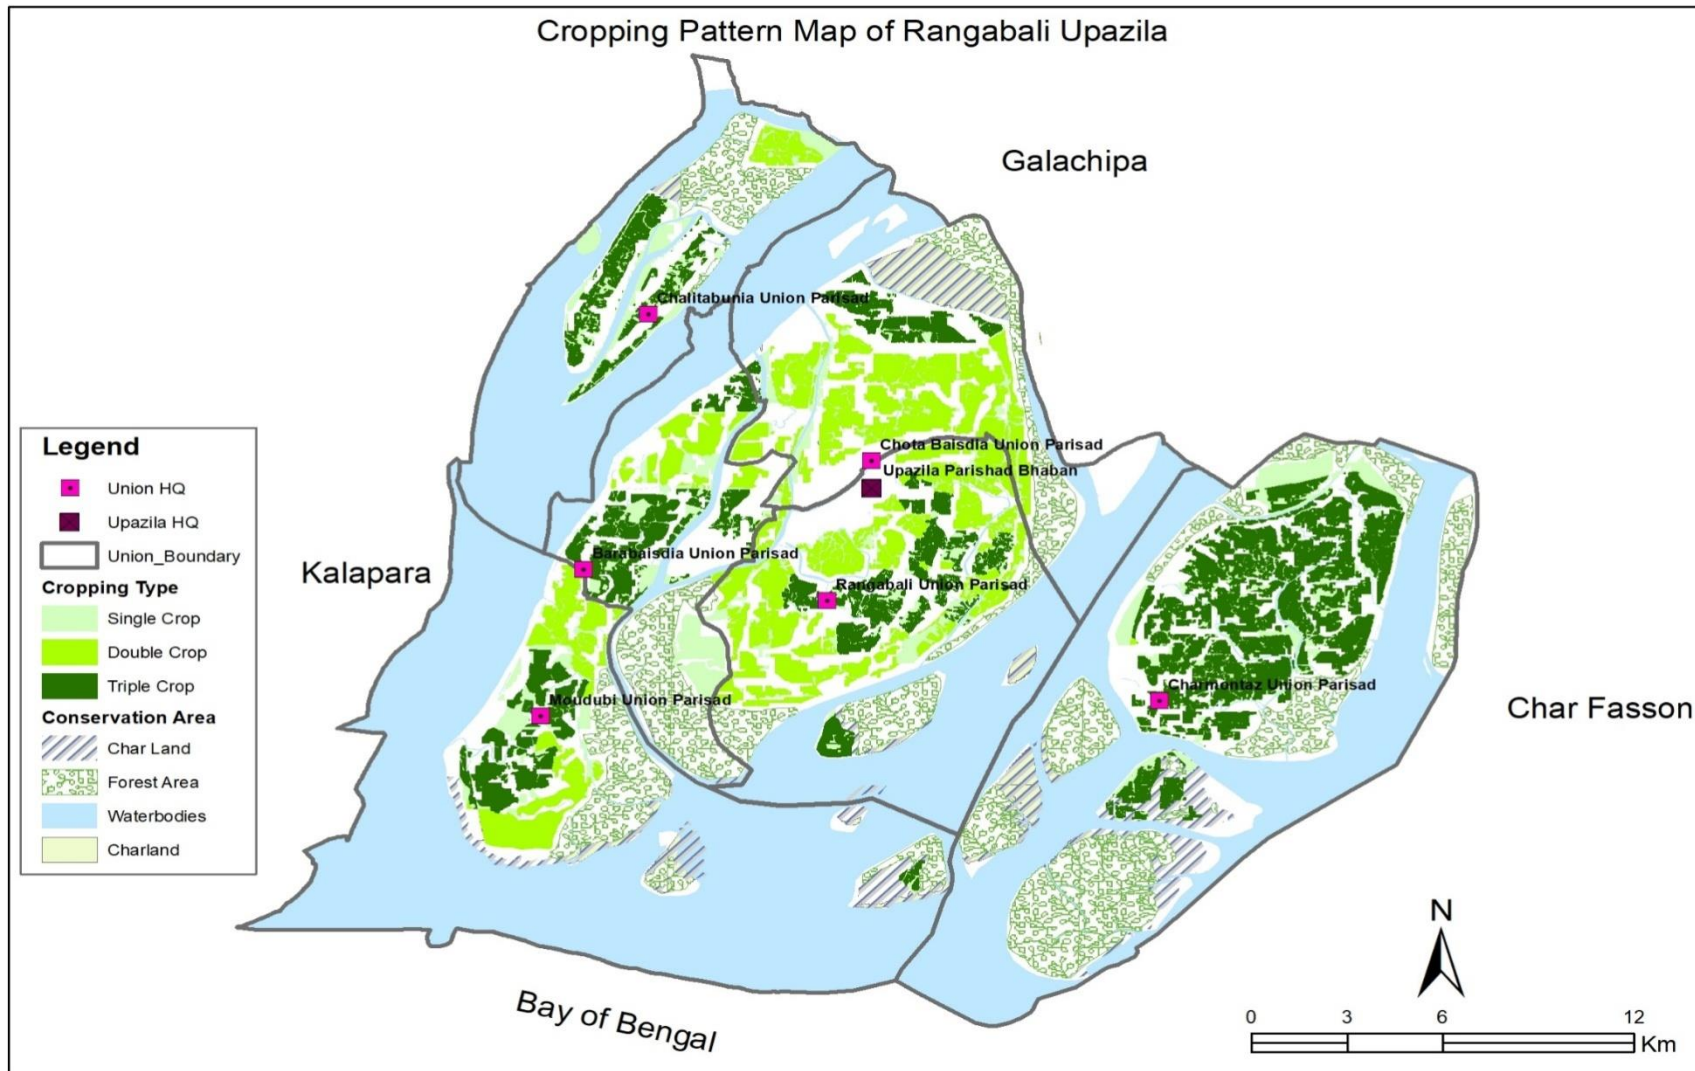 Cropping Pattern Map of Rangabali Upazila
Galachipa
Chalitabunia Union Parisad
Chota Baisdia Union Parisad
Upazila Parishad Bhaban
Barabaisdia Union Parisad
Kalapara
Rangabali Union Parisad
Charmontaz Union Parisad
Moudubi Union Parisad
Char Fasson
Bay of Bengal
Legend
Union HQ
Upazila HQ
Union_Boundary
Cropping Type
Single Crop
Double Crop
Triple Crop
Conservation Area
Char Land
Forest Area
Waterbodies
Charland
N
0 3 6 12
Km